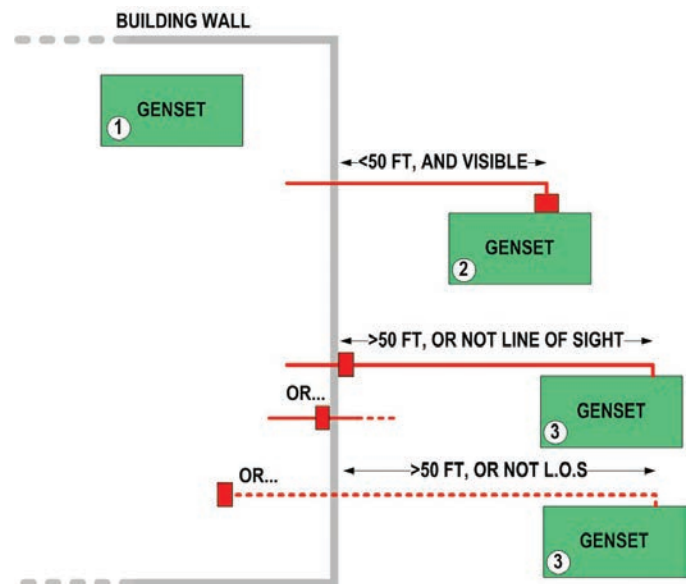 BUILDING WALL
GENSET
1
<50 FT, AND VISIBLE
GENSET
2
>50 FT, OR NOT LINE OF SIGHT
OR...
GENSET
3
OR...
>50 FT, OR NOT L.O.S
GENSET
3